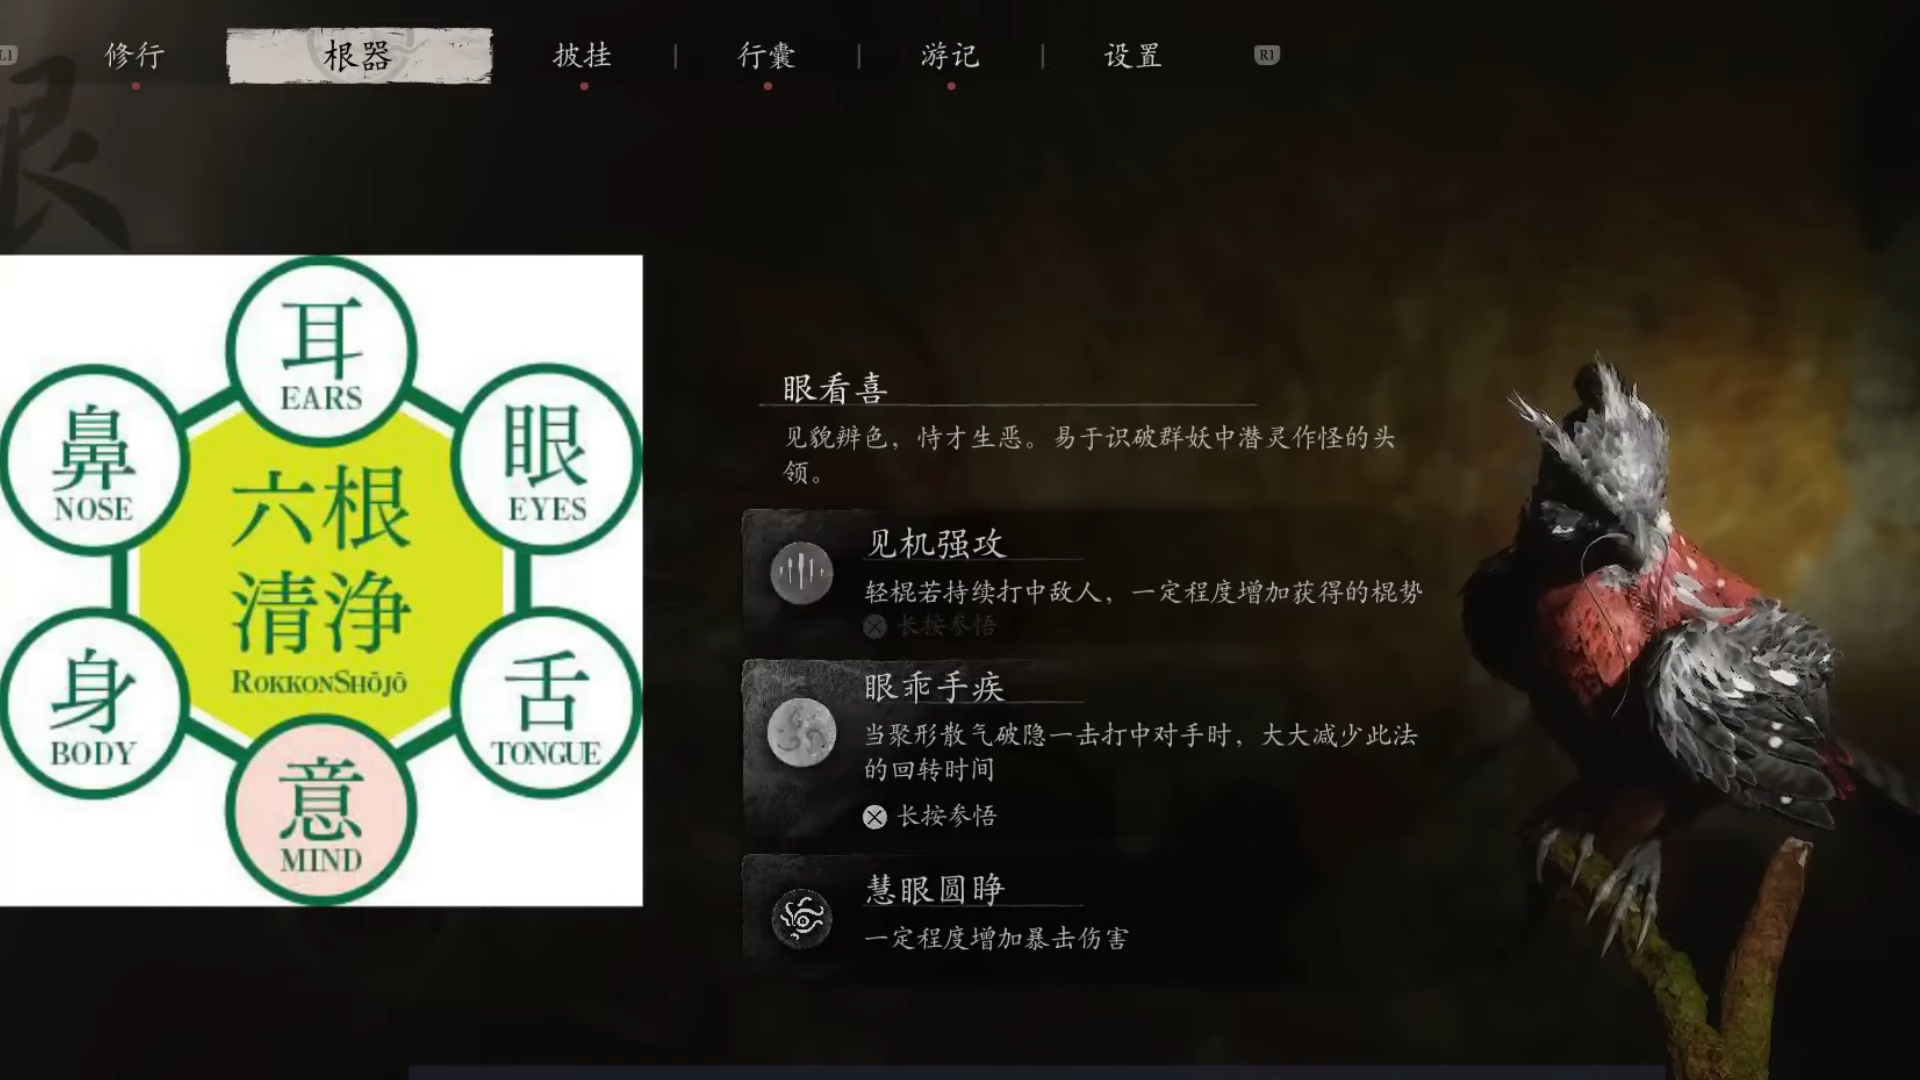 L1
修行
根器
披挂
行囊
游记
设置
R1
根
耳
EARS
鼻
NOSE
眼
EYES
六根
清浄
ROKKONSHŌJŌ
身
BODY
舌
TONGUE
意
MIND
眼看喜
见貌辨色，恃才生恶。易于识破群妖中潜灵作怪的头
领。
见机强攻
轻棍若持续打中敌人，一定程度增加获得的棍势
长按参悟
眼乖手疾
当聚形散气破隐一击打中对手时，大大减少此法
的回转时间
长按参悟
慧眼圆睁
一定程度增加暴击伤害